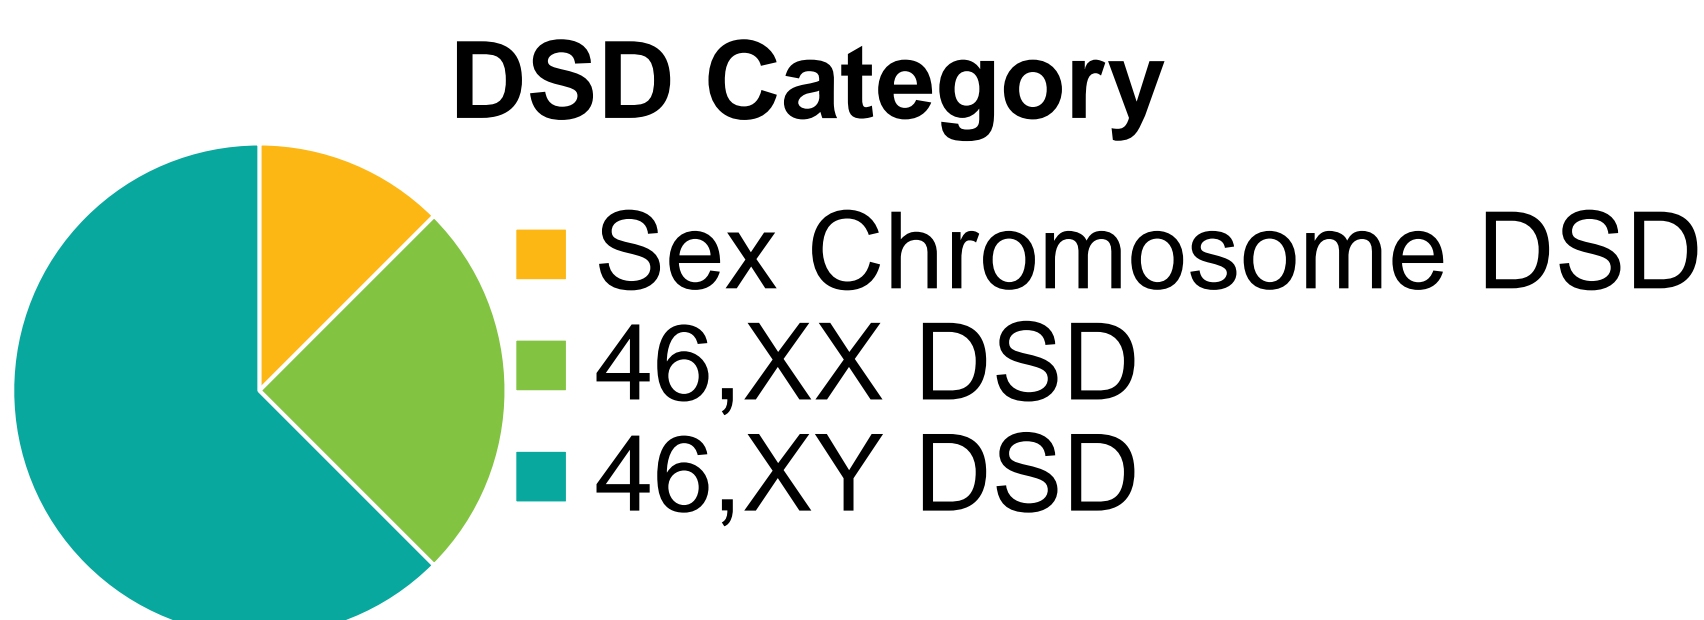 DSD Category
Sex Chromosome DSD
46,XX DSD
46,XY DSD